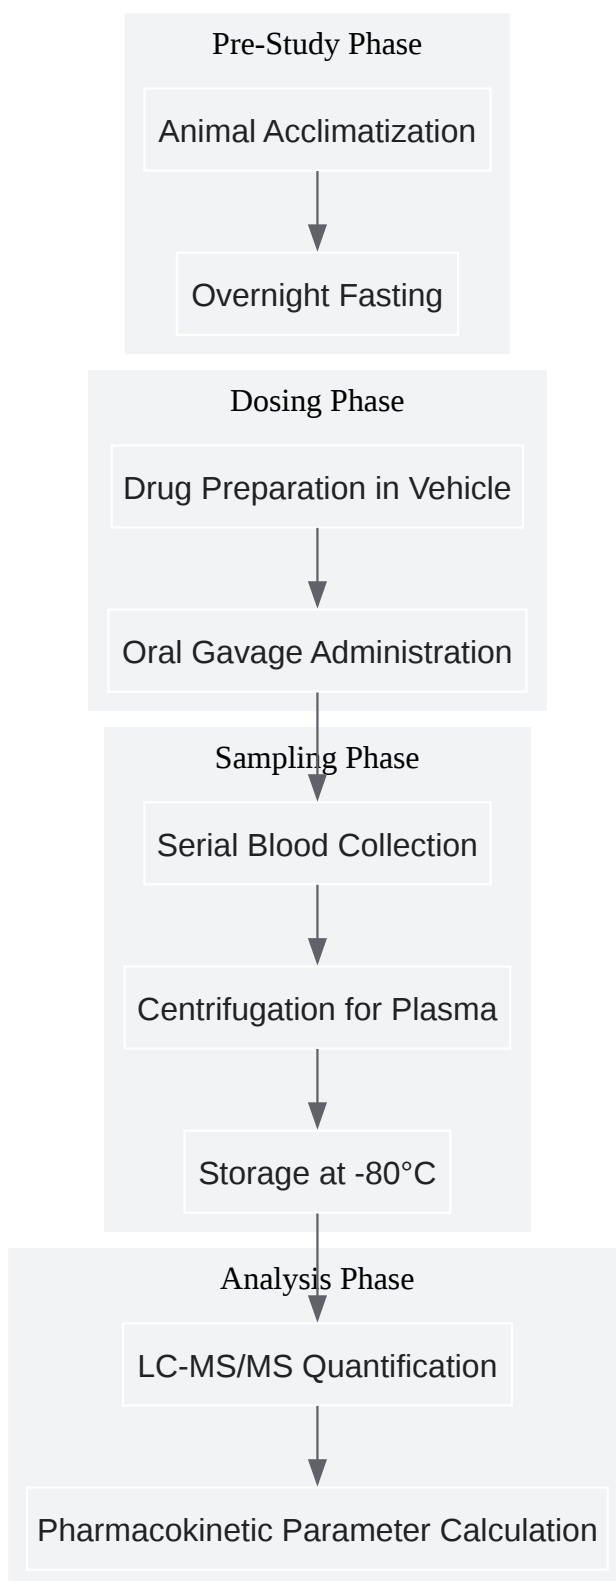 Pre-Study Phase
Animal Acclimatization
Overnight Fasting
Dosing Phase
Drug Preparation in Vehicle
Oral Gavage Administration
Sampling Phase
Serial Blood Collection
Centrifugation for Plasma
Storage at -80°C
Analysis Phase
LC-MS/MS Quantification
Pharmacokinetic Parameter Calculation